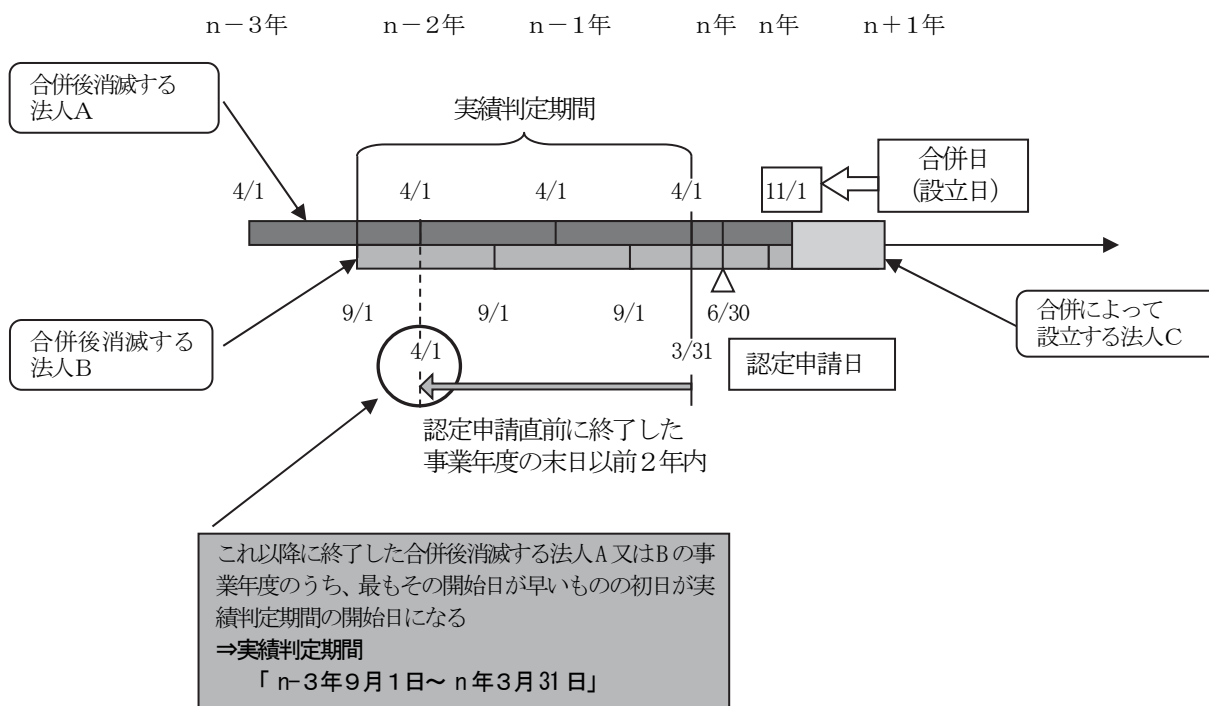 n−3年 n−2年 n−1年 n年 n年 n+1年
合併後消滅する
法人A
実績判定期間
合併日
(設立日)
4/1 4/1 4/1 4/1 11/1
9/1 9/1 9/1 6/30
合併後消滅する
法人B
合併によって
設立する法人C
4/1 3/31
認定申請日
認定申請直前に終了した
事業年度の末日以前2年内
これ以降に終了した合併後消滅する法人A又はBの事
業年度のうち、最もその開始日が早いものの初日が実
績判定期間の開始日になる
⇒実績判定期間
「 n-3年9月1日～ n年3月31日」